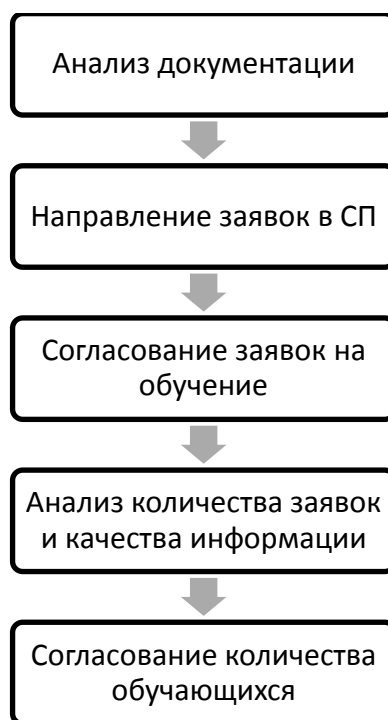 Анализ документации
Направление заявок в СП
Согласование заявок на
обучение
Анализ количества заявок
и качества информации
Согласование количества
обучающихся